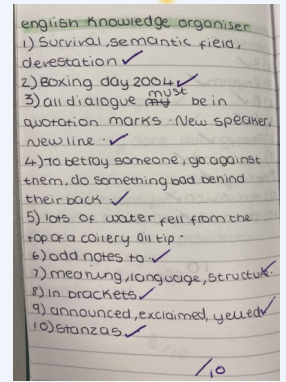 english Knowledge organiser
1) Survival, semantic field,
devestation
2) Boxing day 2004
3) all dialogue must be in
quotation marks. New speaker,
new line.
4) to betray someone, go against
them, do something bad behind
their back.
5) lots of water fell from the
top of a coilery oil tip.
6) add notes to.
7) meaning, language, structure.
8) in brackets
9) announced, exclaimed, yelled
10) stanzas
/10